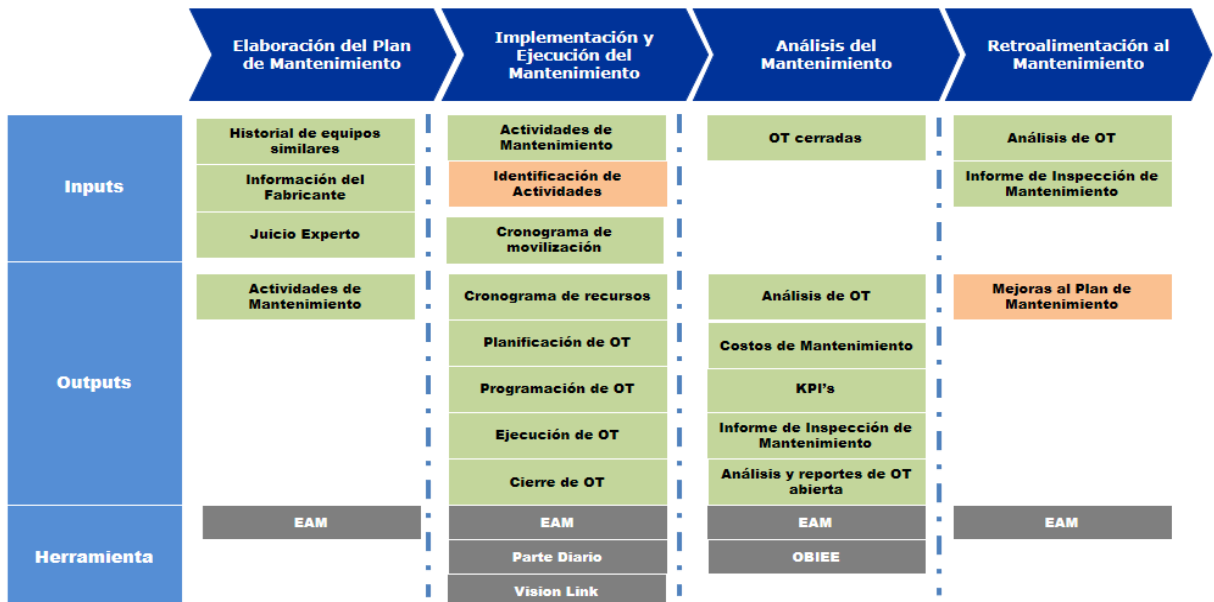 Elaboración del Plan
de Mantenimiento
Implementación y
Ejecución del
Mantenimiento
Análisis del
Mantenimiento
Retroalimentación al
Mantenimiento
Inputs
Historial de equipos
similares
Información del
Fabricante
Juicio Experto
Actividades de
Mantenimiento
Identificación de
Actividades
Cronograma de
movilización
OT cerradas
Análisis de OT
Informe de Inspección de
Mantenimiento
Outputs
Actividades de
Mantenimiento
Cronograma de recursos
Planificación de OT
Programación de OT
Ejecución de OT
Cierre de OT
Análisis de OT
Costos de Mantenimiento
KPI's
Informe de Inspección de
Mantenimiento
Análisis y reportes de OT
abierta
Mejoras al Plan de
Mantenimiento
Herramienta
EAM
EAM
Parte Diario
Vision Link
EAM
OBIEE
EAM